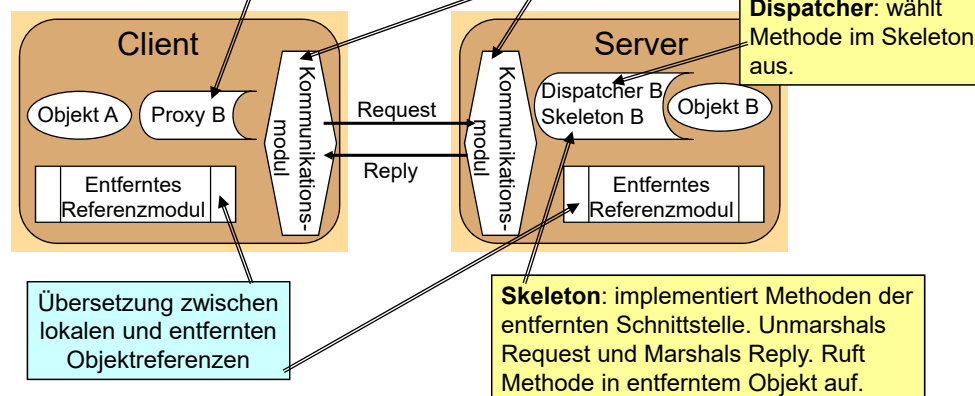 Dispatcher: wählt
Methode im Skeleton
aus.
Client
Server
Objekt A
Proxy B
Kommunikations-
modul
Request
Reply
Kommunikations-
modul
Dispatcher B
Skeleton B
Objekt B
Entferntes
Referenzmodul
Entferntes
Referenzmodul
Übersetzung zwischen
lokalen und entfernten
Objektreferenzen
Skeleton: implementiert Methoden der
entfernten Schnittstelle. Unmarshals
Request und Marshals Reply. Ruft
Methode in entferntem Objekt auf.